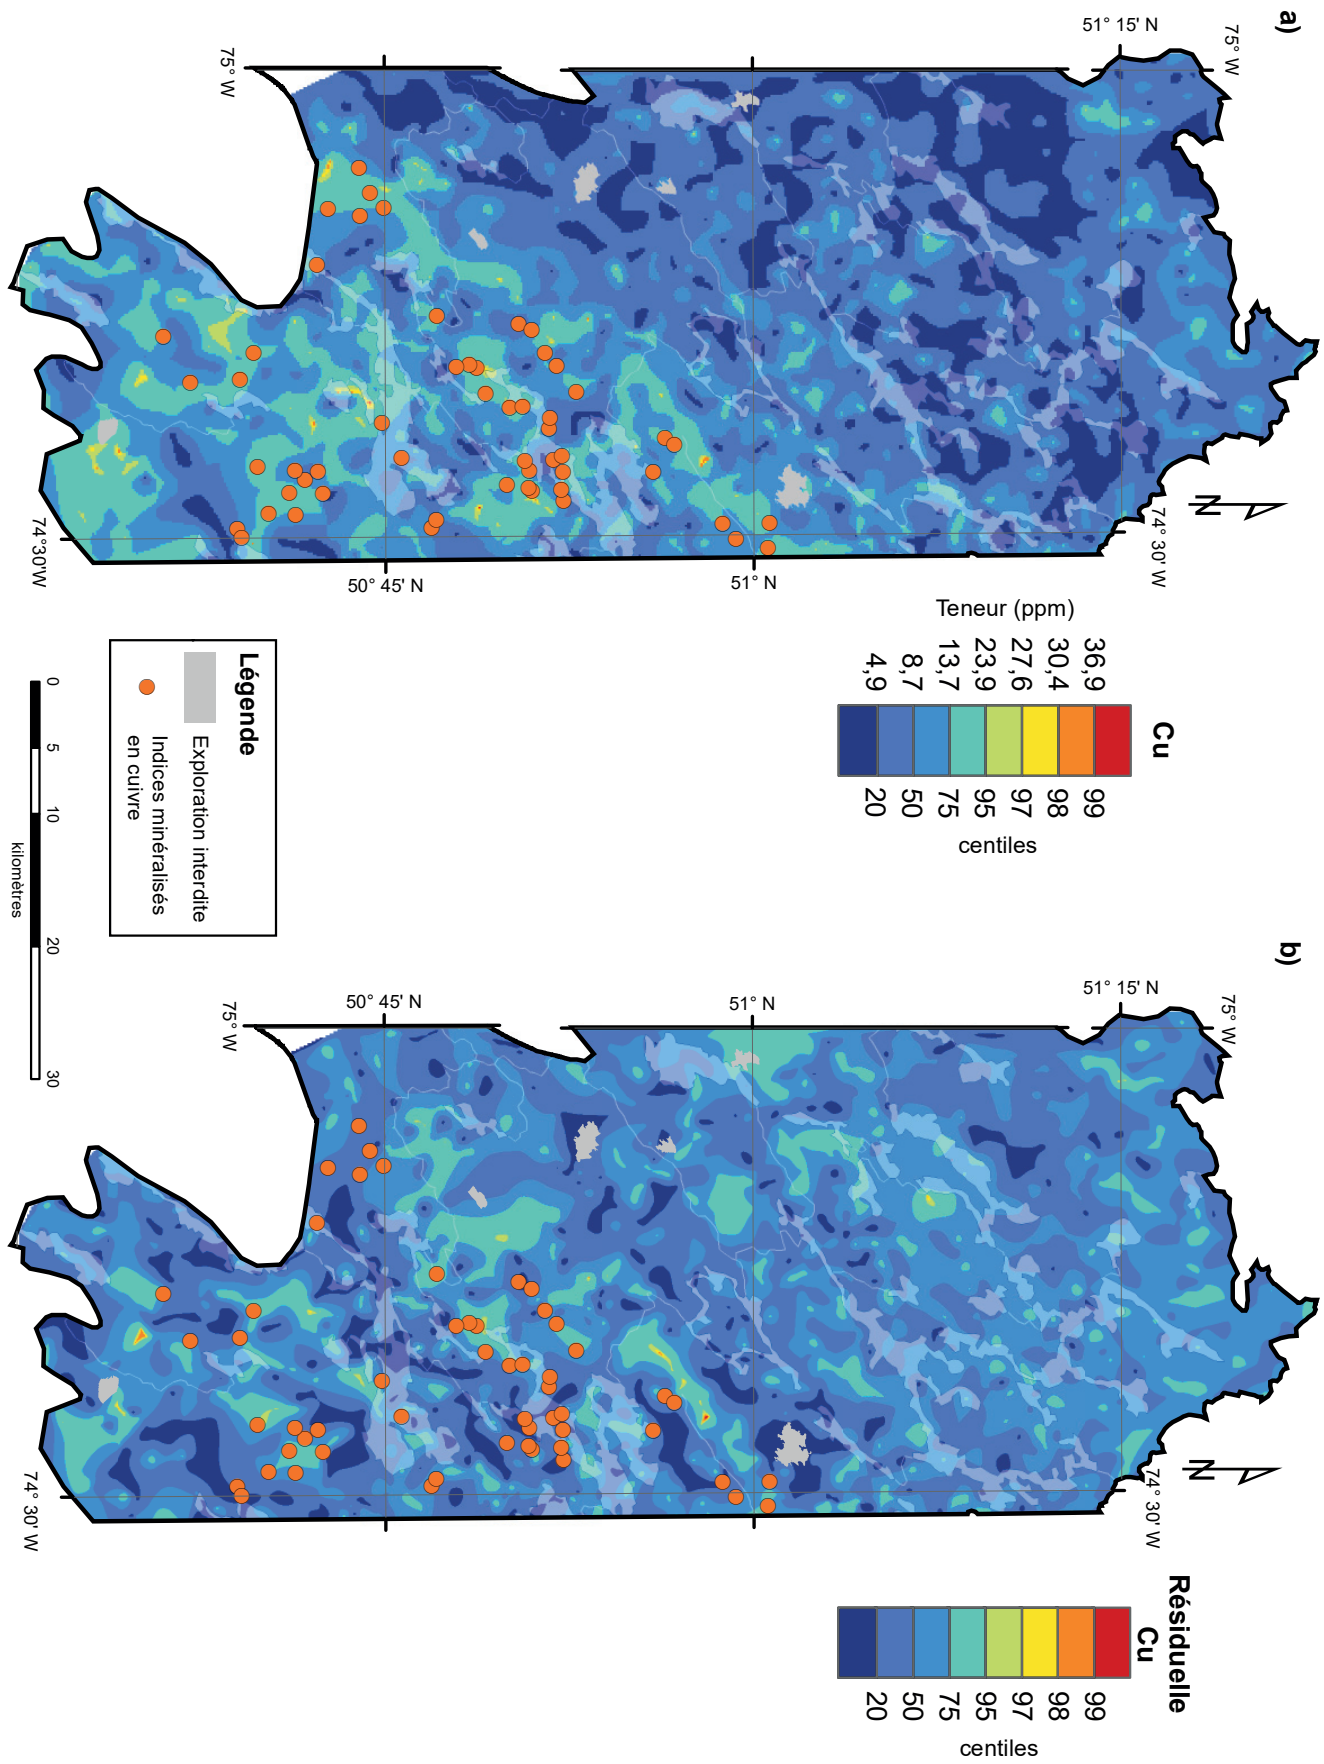 a)
75° W
51° 15' N
75° W
74° 30' W
N
51° N
50° 45' N
74°30'W
Teneur (ppm)
Cu
36,9
30,4
27,6
23,9
13,7
8,7
4,9
99
98
97
95
75
50
20
centiles
Légende
Exploration interdite
Indices minéralisés
en cuivre
0
5
10
20
30
kilomètres
b)
75° W
51° 15' N
51° N
50° 45' N
75° W
74° 30' W
N
74° 30' W
Résiduelle
Cu
99
98
97
95
75
50
20
centiles